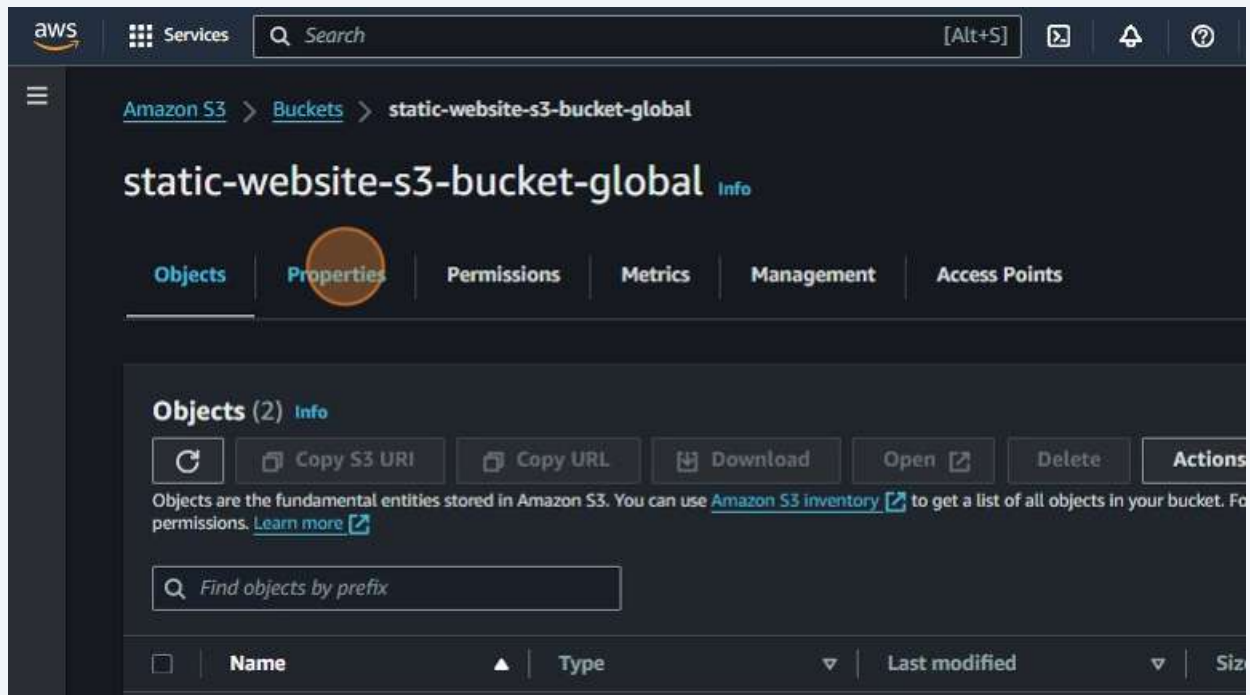 aws Services Search [Alt+S]
Amazon S3 > Buckets > static-website-s3-bucket-global
static-website-s3-bucket-global Info
Objects Properties Permissions Metrics Management Access Points
Objects (2) Info
Copy S3 URI Copy URL Download Open Delete Actions
Objects are the fundamental entities stored in Amazon S3. You can use Amazon S3 inventory to get a list of all objects in your bucket. Fo
permissions. Learn more
Find objects by prefix
Name Type Last modified Siz